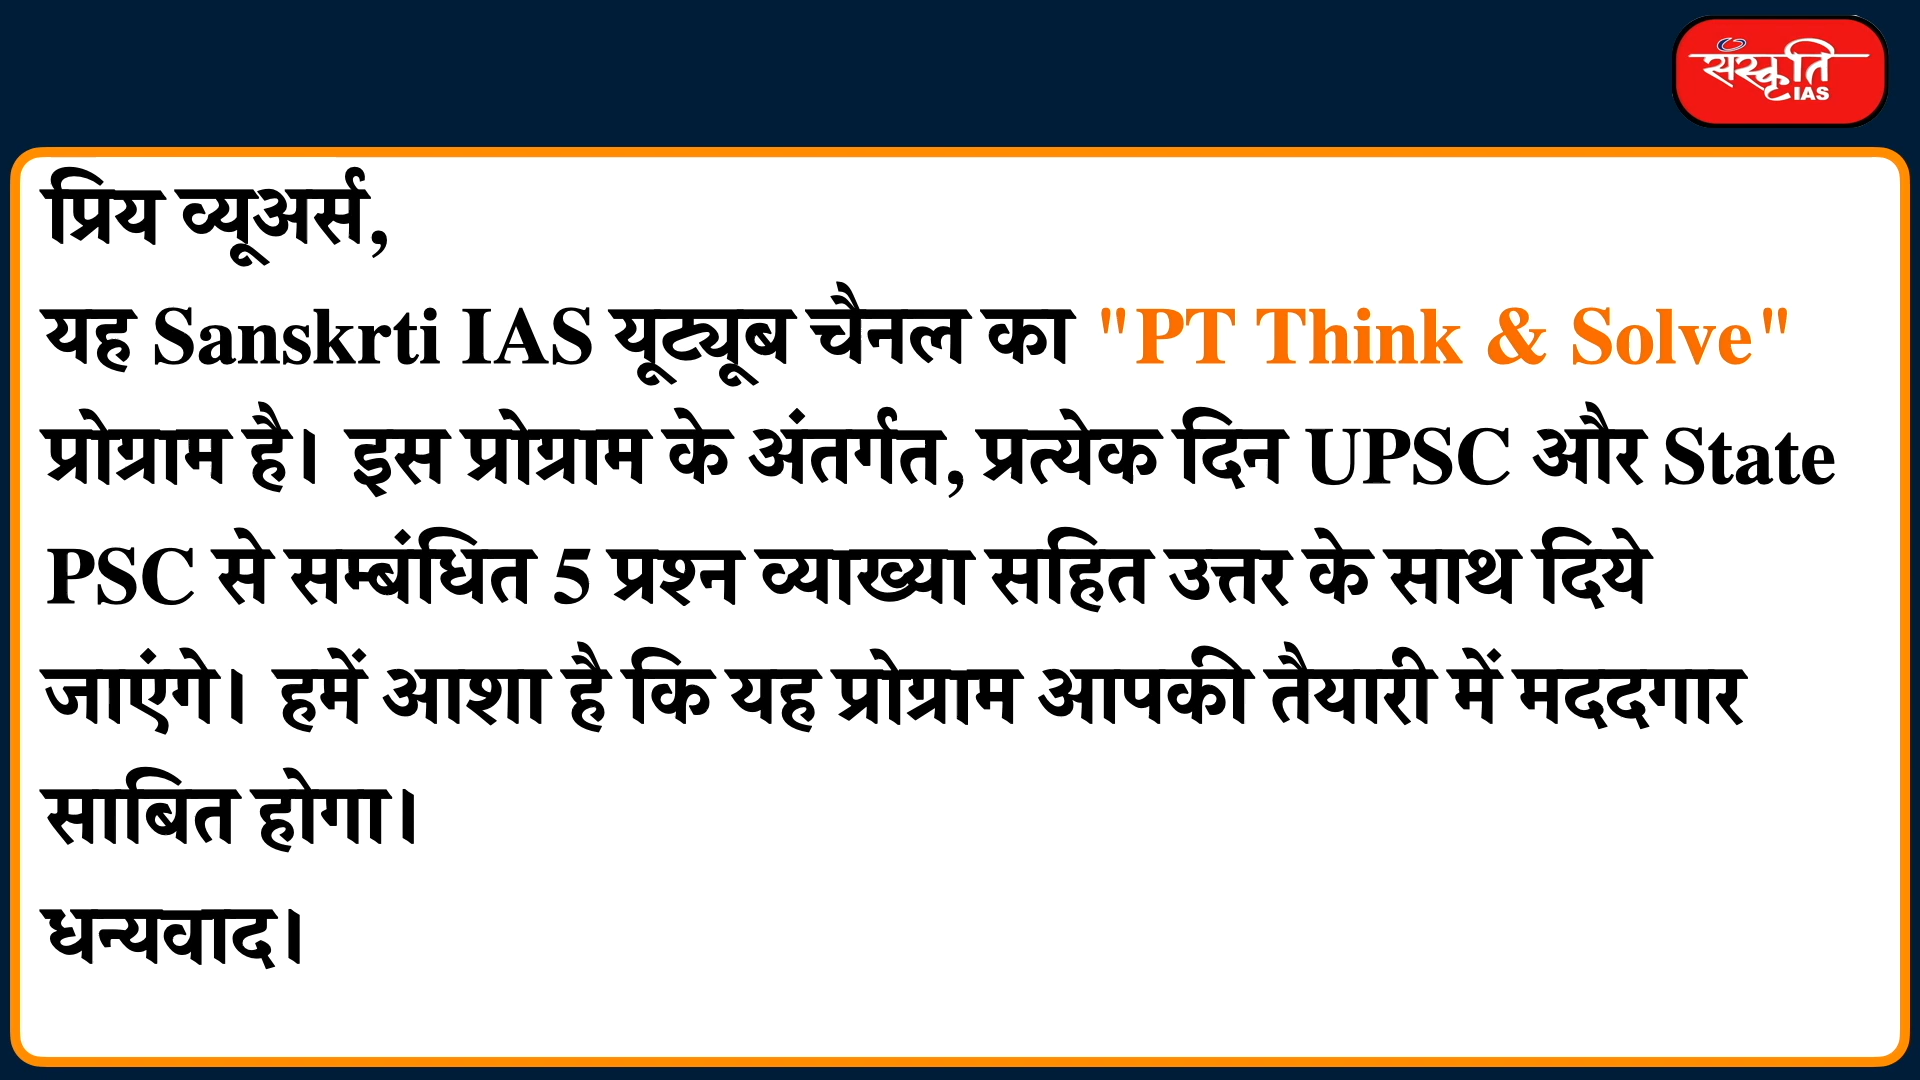 संस्कृति
IAS
प्रिय व्यूअर्स,
यह Sanskrti IAS यूट्यूब चैनल का "PT Think & Solve"
प्रोग्राम है। इस प्रोग्राम के अंतर्गत, प्रत्येक दिन UPSC और State
PSC से सम्बंधित 5 प्रश्न व्याख्या सहित उत्तर के साथ दिये
जाएंगे। हमें आशा है कि यह प्रोग्राम आपकी तैयारी में मददगार
साबित होगा।
धन्यवाद।